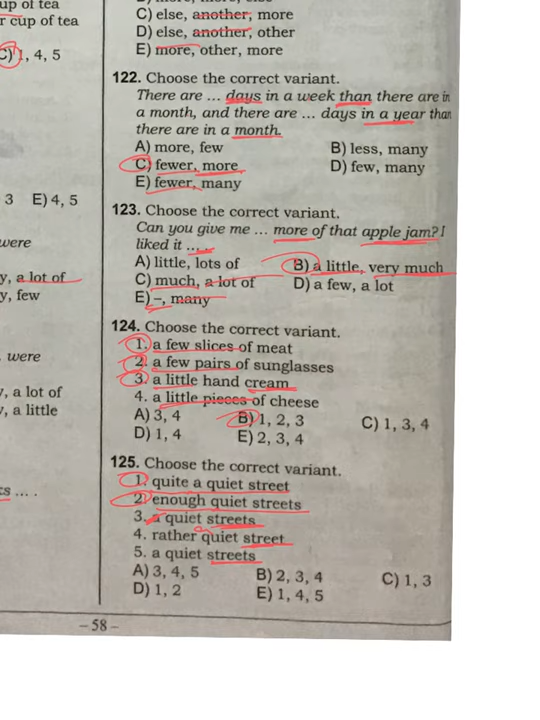 up of tea
r cup of tea
C) 1, 4, 5
3 E) 4, 5
were
y, a lot of
y, few
, were
, a lot of
, a little
... .
C) else, another, more
D) else, another, other
E) more, other, more
122. Choose the correct variant.
There are ... days in a week than there are in
a month, and there are ... days in a year than
there are in a month.
A) more, few B) less, many
C) fewer, more D) few, many
E) fewer, many
123. Choose the correct variant.
Can you give me ... more of that apple jam? I
liked it ... .
A) little, lots of B) a little, very much
C) much, a lot of D) a few, a lot
E) –, many
124. Choose the correct variant.
1. a few slices of meat
2. a few pairs of sunglasses
3. a little hand cream
4. a little pieces of cheese
A) 3, 4 B) 1, 2, 3 C) 1, 3, 4
D) 1, 4 E) 2, 3, 4
125. Choose the correct variant.
1. quite a quiet street
2. enough quiet streets
3. a quiet streets
4. rather quiet street
5. a quiet streets
A) 3, 4, 5 B) 2, 3, 4 C) 1, 3
D) 1, 2 E) 1, 4, 5
– 58 –